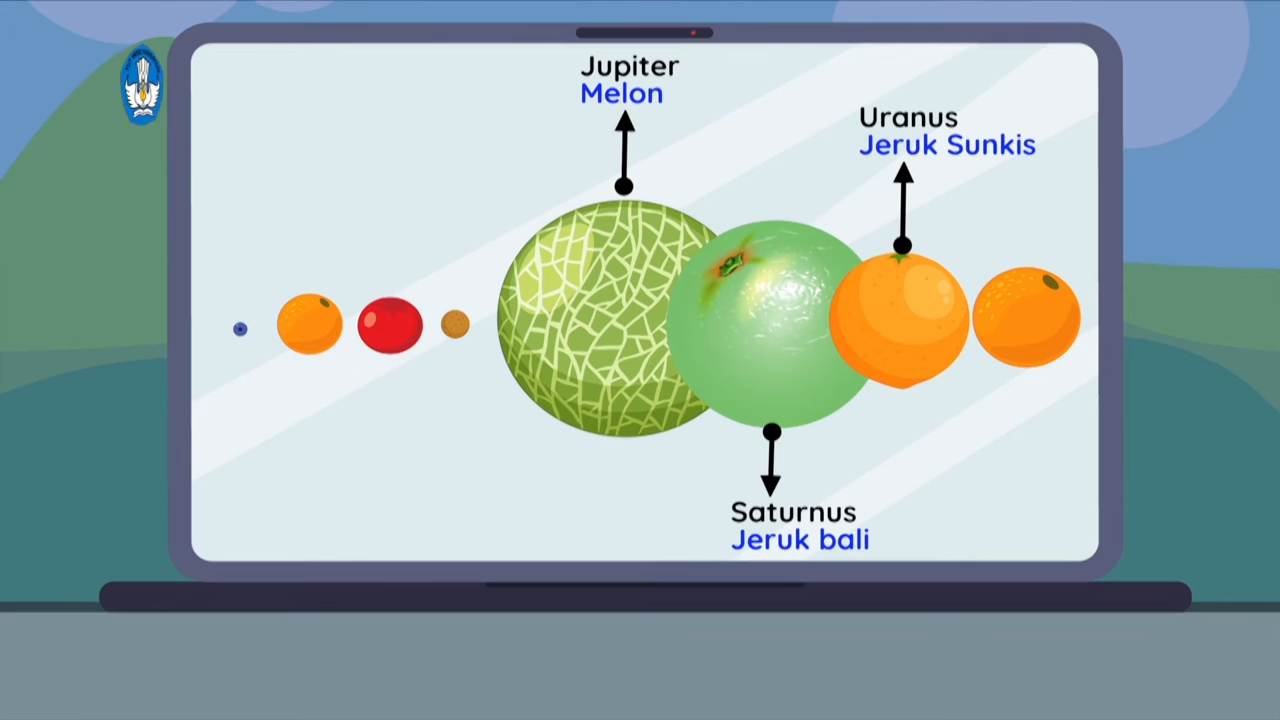 Jupiter
Melon
Uranus
Jeruk Sunkis
Saturnus
Jeruk bali